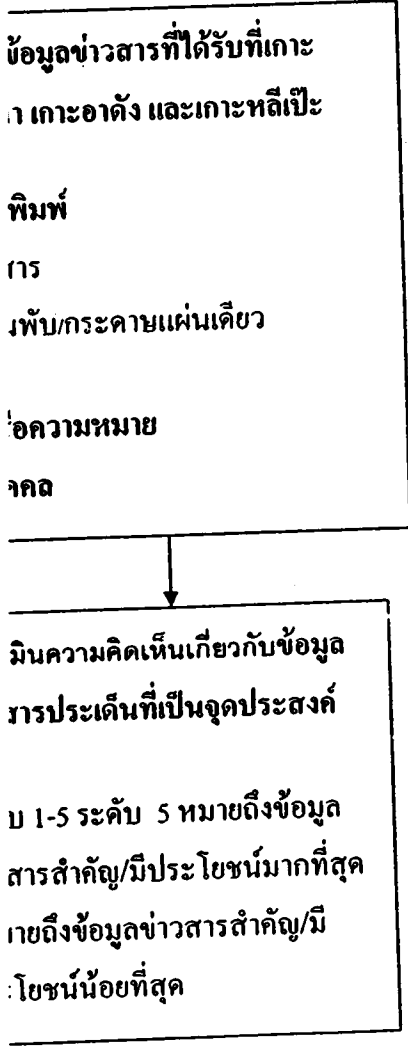 ข้อมูลข่าวสารที่ได้รับที่เกาะ
า เกาะอาดัง และเกาะหลีเป๊ะ
พิมพ์
สาร
พับ/กระดาษแผ่นเดียว
อความหมาย
คคล
มินความคิดเห็นเกี่ยวกับข้อมูล
สารประเด็นที่เป็นจุดประสงค์
บ 1-5 ระดับ 5 หมายถึงข้อมูล
สารสำคัญ/มีประโยชน์มากที่สุด
ายถึงข้อมูลข่าวสารสำคัญ/มี
โยชน์น้อยที่สุด